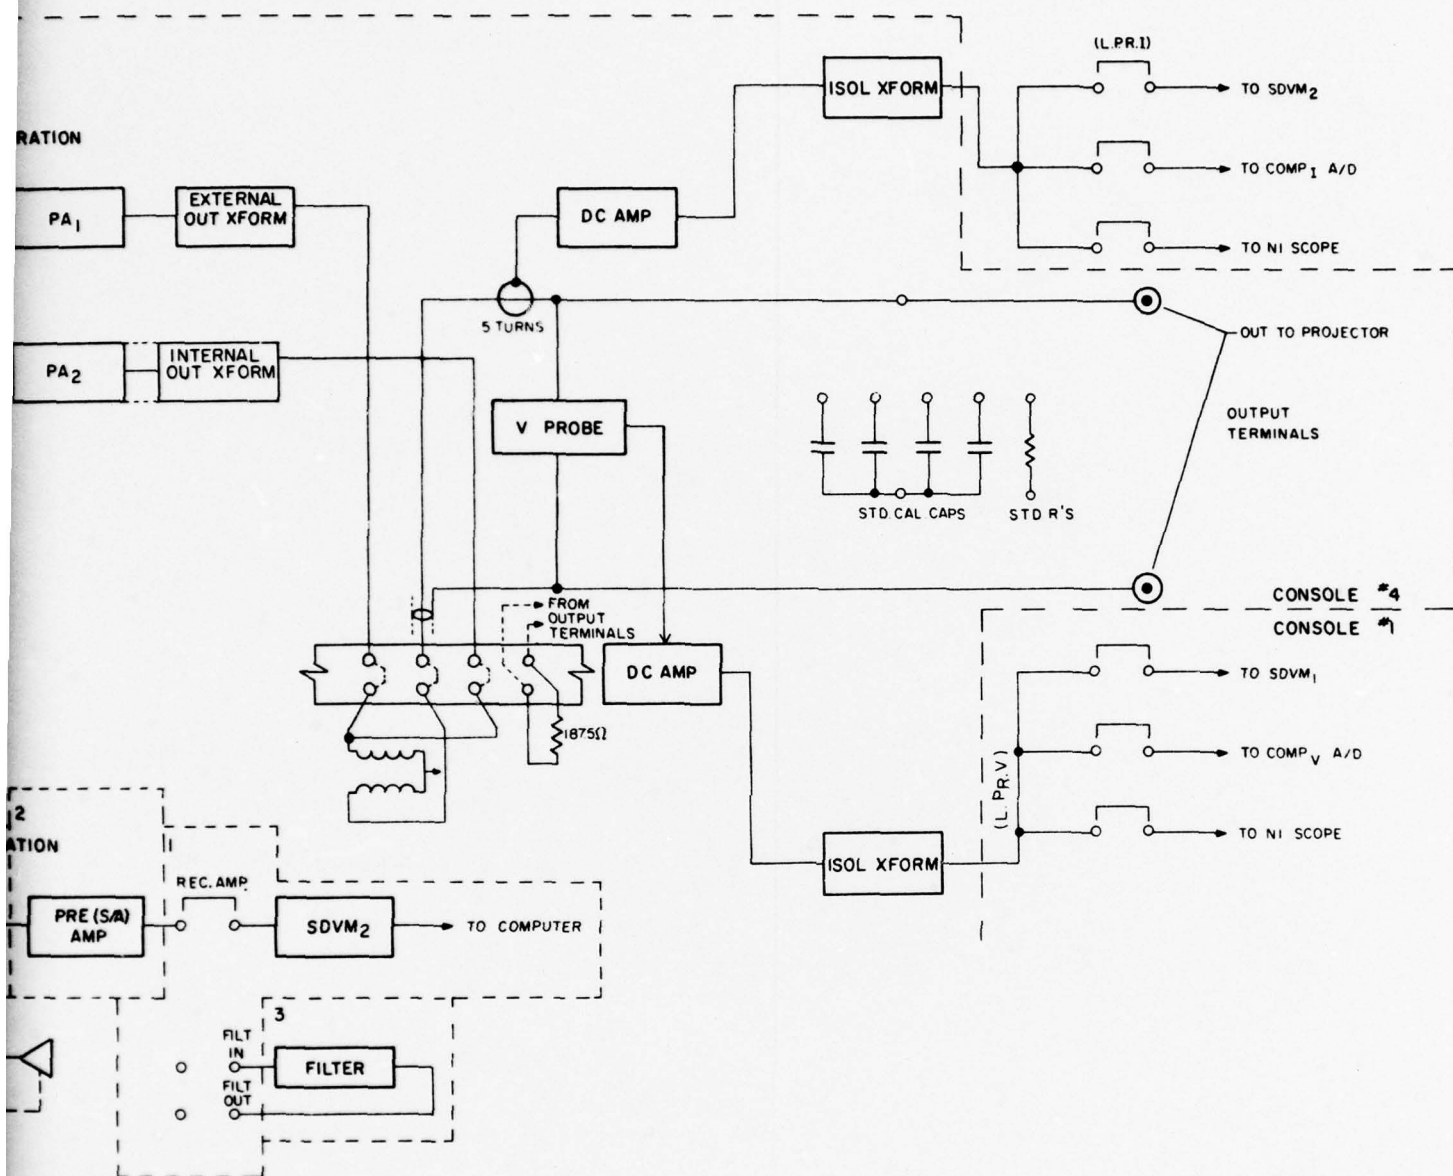 (L.P.R.I)
ISOL XFORM
TO SDVM2
RATION
TO COMPI A/D
PA1
EXTERNAL
OUT XFORM
DC AMP
TO NI SCOPE
5 TURNS
OUT TO PROJECTOR
PA2
INTERNAL
OUT XFORM
V PROBE
OUTPUT
TERMINALS
STD. CAL CAPS
STD R'S
CONSOLE #4
FROM
OUTPUT
TERMINALS
CONSOLE #1
DC AMP
TO SDVM1
1875Ω
(L. PR. V)
TO COMPV A/D
2
ATION
1
TO NI SCOPE
ISOL XFORM
REC. AMP.
PRE (S/A)
AMP
SDVM2
TO COMPUTER
3
FILT
IN
FILTER
FILT
OUT